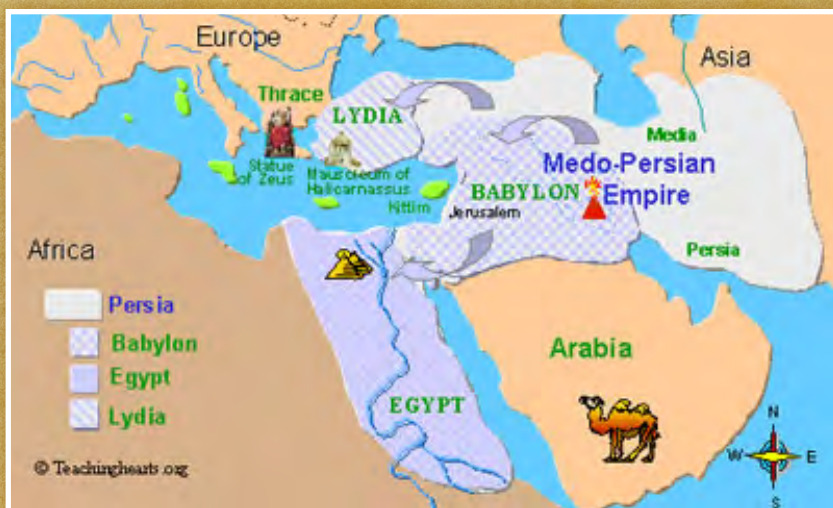 Europe
Asia
Thrace
LYDIA
Media
Statue
of Zeus
Mausoleum of
Halicarnassus
Medo-Persian
Empire
BABYLON
Kittim
Jerusalem
Africa
Persia
Persia
Babylon
Egypt
Lydia
Arabia
EGYPT
© Teachinghearts.org
N
W
E
S